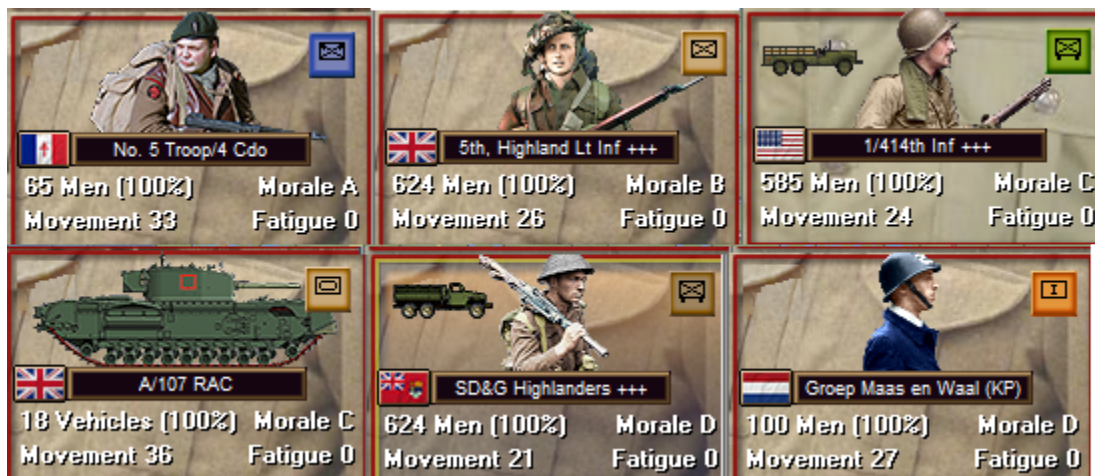 No. 5 Troop/4 Cdo
65 Men (100%) Morale A
Movement 33 Fatigue 0
5th, Highland Lt Inf +++
624 Men (100%) Morale B
Movement 26 Fatigue 0
1/414th Inf +++
585 Men (100%) Morale C
Movement 24 Fatigue 0
A/107 RAC
18 Vehicles (100%) Morale C
Movement 36 Fatigue 0
SD&G Highlanders +++
624 Men (100%) Morale D
Movement 21 Fatigue 0
I
Groep Maas en Waal (KP)
100 Men (100%) Morale D
Movement 27 Fatigue 0